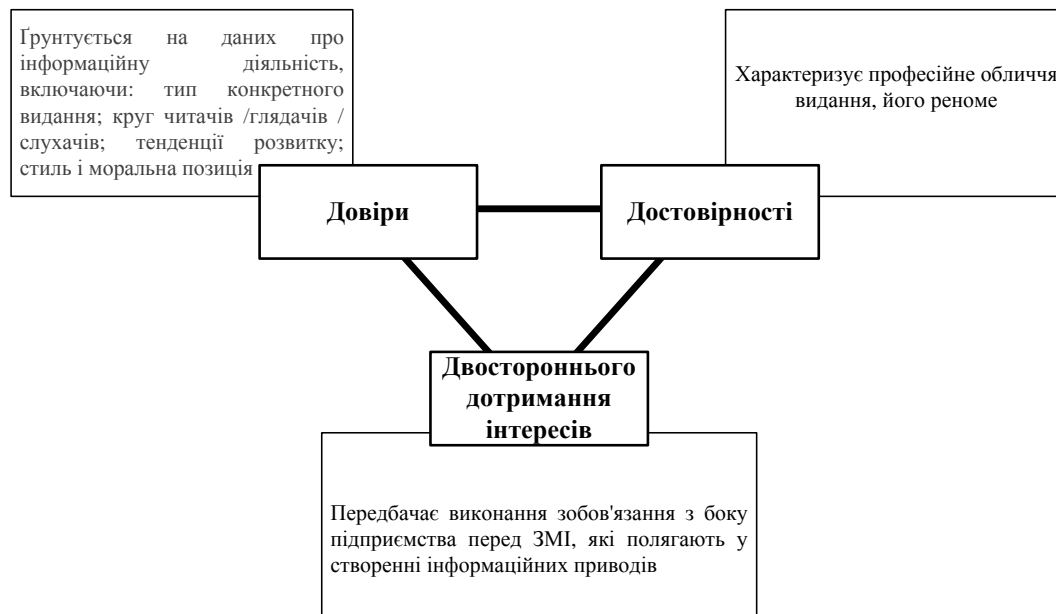 Ґрунтується на даних про
інформаційну діяльність,
включаючи: тип конкретного
видання; круг читачів /глядачів /
слухачів; тенденції розвитку;
стиль і моральна позиція
Характеризує професійне обличчя
видання, його реноме
Довіри
Достовірності
Двостороннього
дотримання
інтересів
Передбачає виконання зобов'язання з боку
підприємства перед ЗМІ, які полягають у
створенні інформаційних приводів